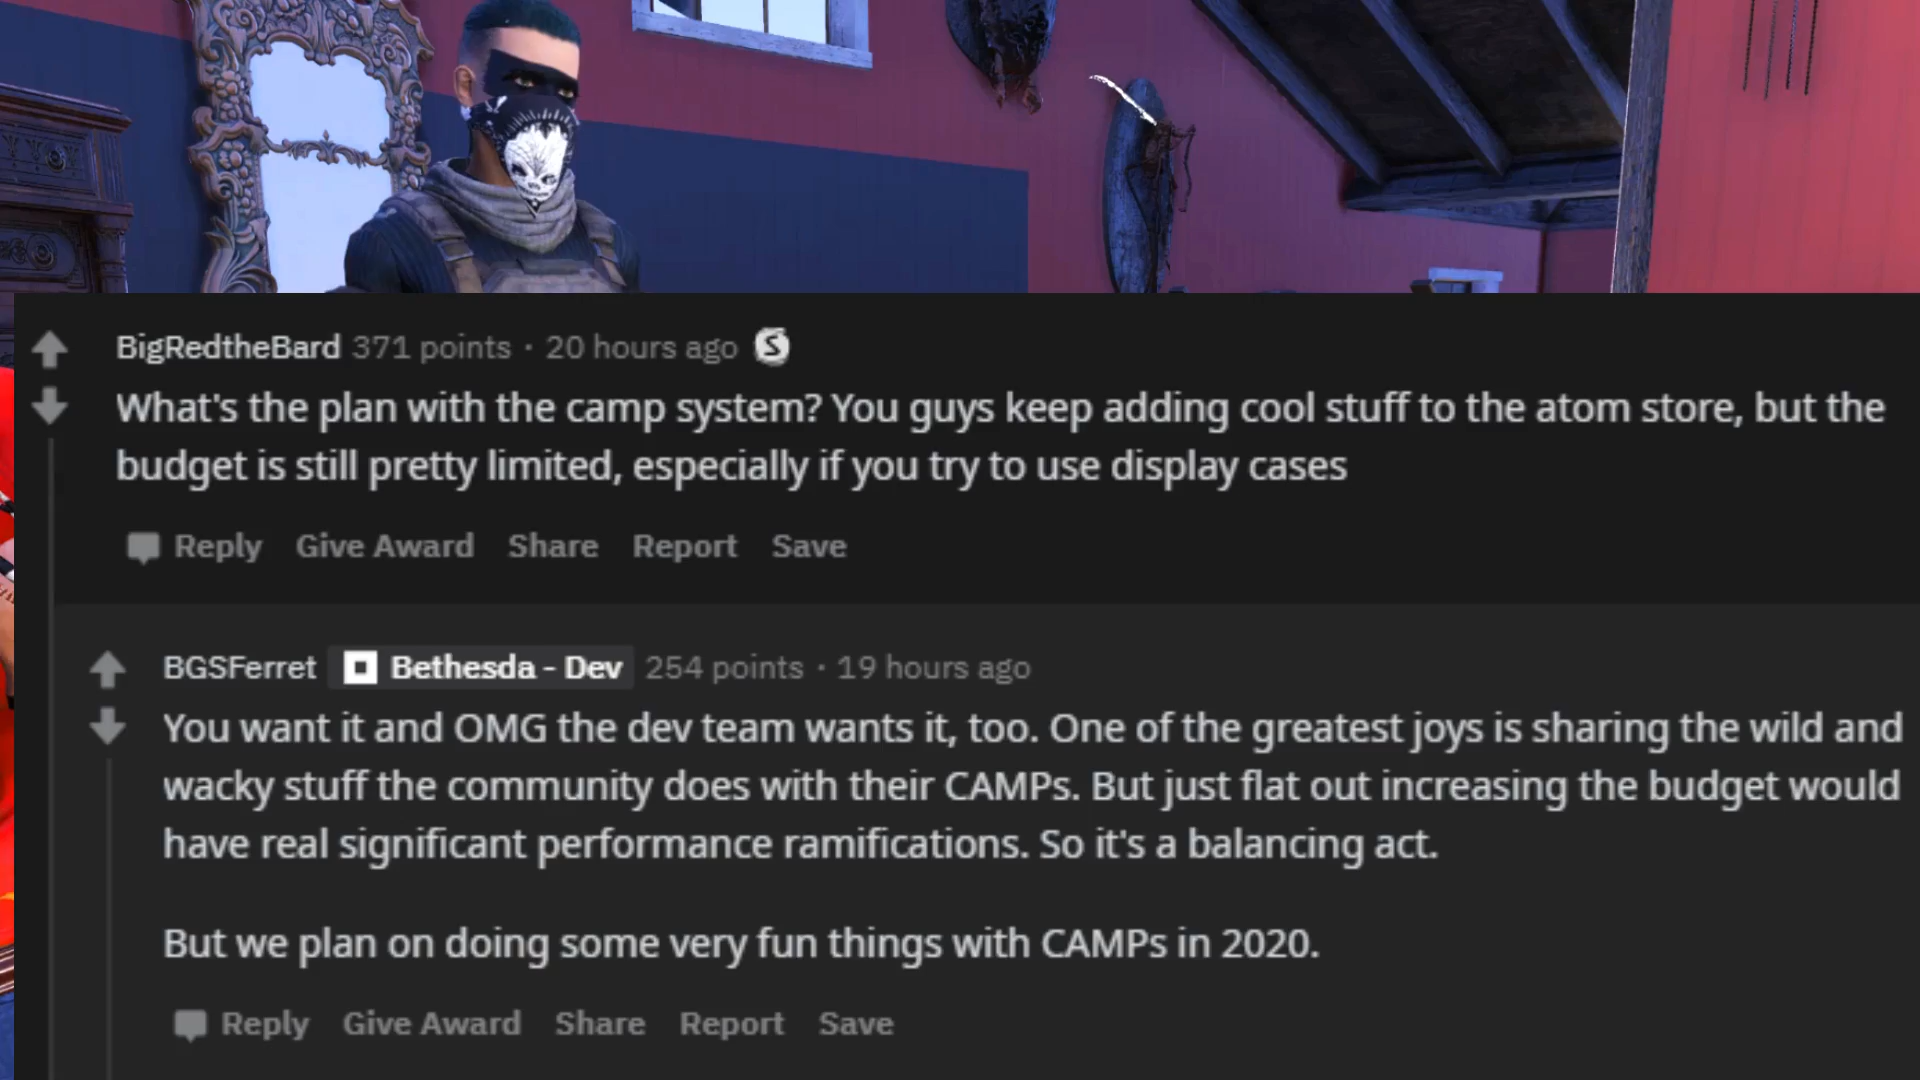 BigRedtheBard 371 points · 20 hours ago S
What's the plan with the camp system? You guys keep adding cool stuff to the atom store, but the
budget is still pretty limited, especially if you try to use display cases
Reply Give Award Share Report Save
BGSFerret Bethesda - Dev 254 points · 19 hours ago
You want it and OMG the dev team wants it, too. One of the greatest joys is sharing the wild and
wacky stuff the community does with their CAMPs. But just flat out increasing the budget would
have real significant performance ramifications. So it's a balancing act.
But we plan on doing some very fun things with CAMPs in 2020.
Reply Give Award Share Report Save